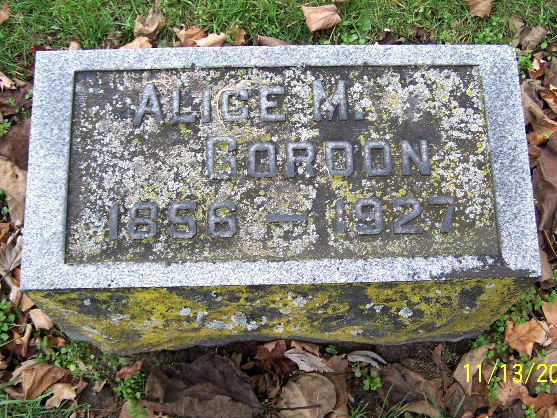 ALICE M.
GORDON
1856 — 1927
11/13/20